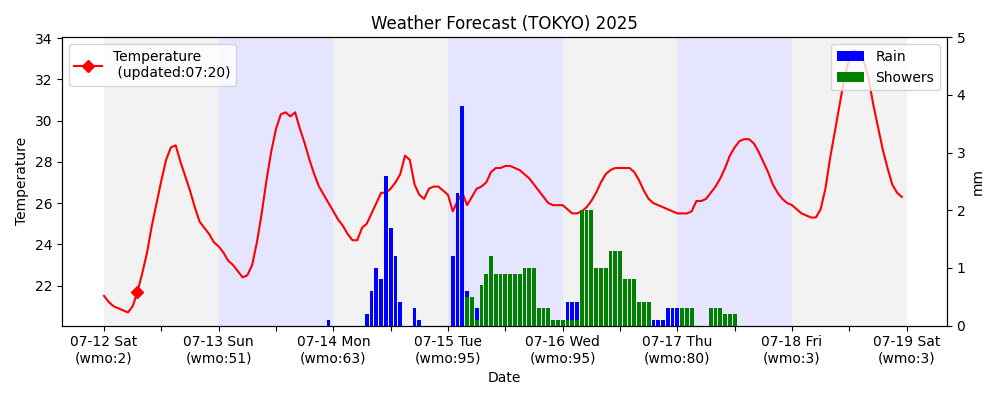 Weather Forecast (TOKYO) 2025
Temperature
(updated:07:20)
Rain
Showers
34
32
30
28
26
24
22
Temperature
5
4
3
2
1
0
mm
07-12 Sat
(wmo:2)
07-13 Sun
(wmo:51)
07-14 Mon
(wmo:63)
07-15 Tue
(wmo:95)
07-16 Wed
(wmo:95)
07-17 Thu
(wmo:80)
07-18 Fri
(wmo:3)
07-19 Sat
(wmo:3)
Date